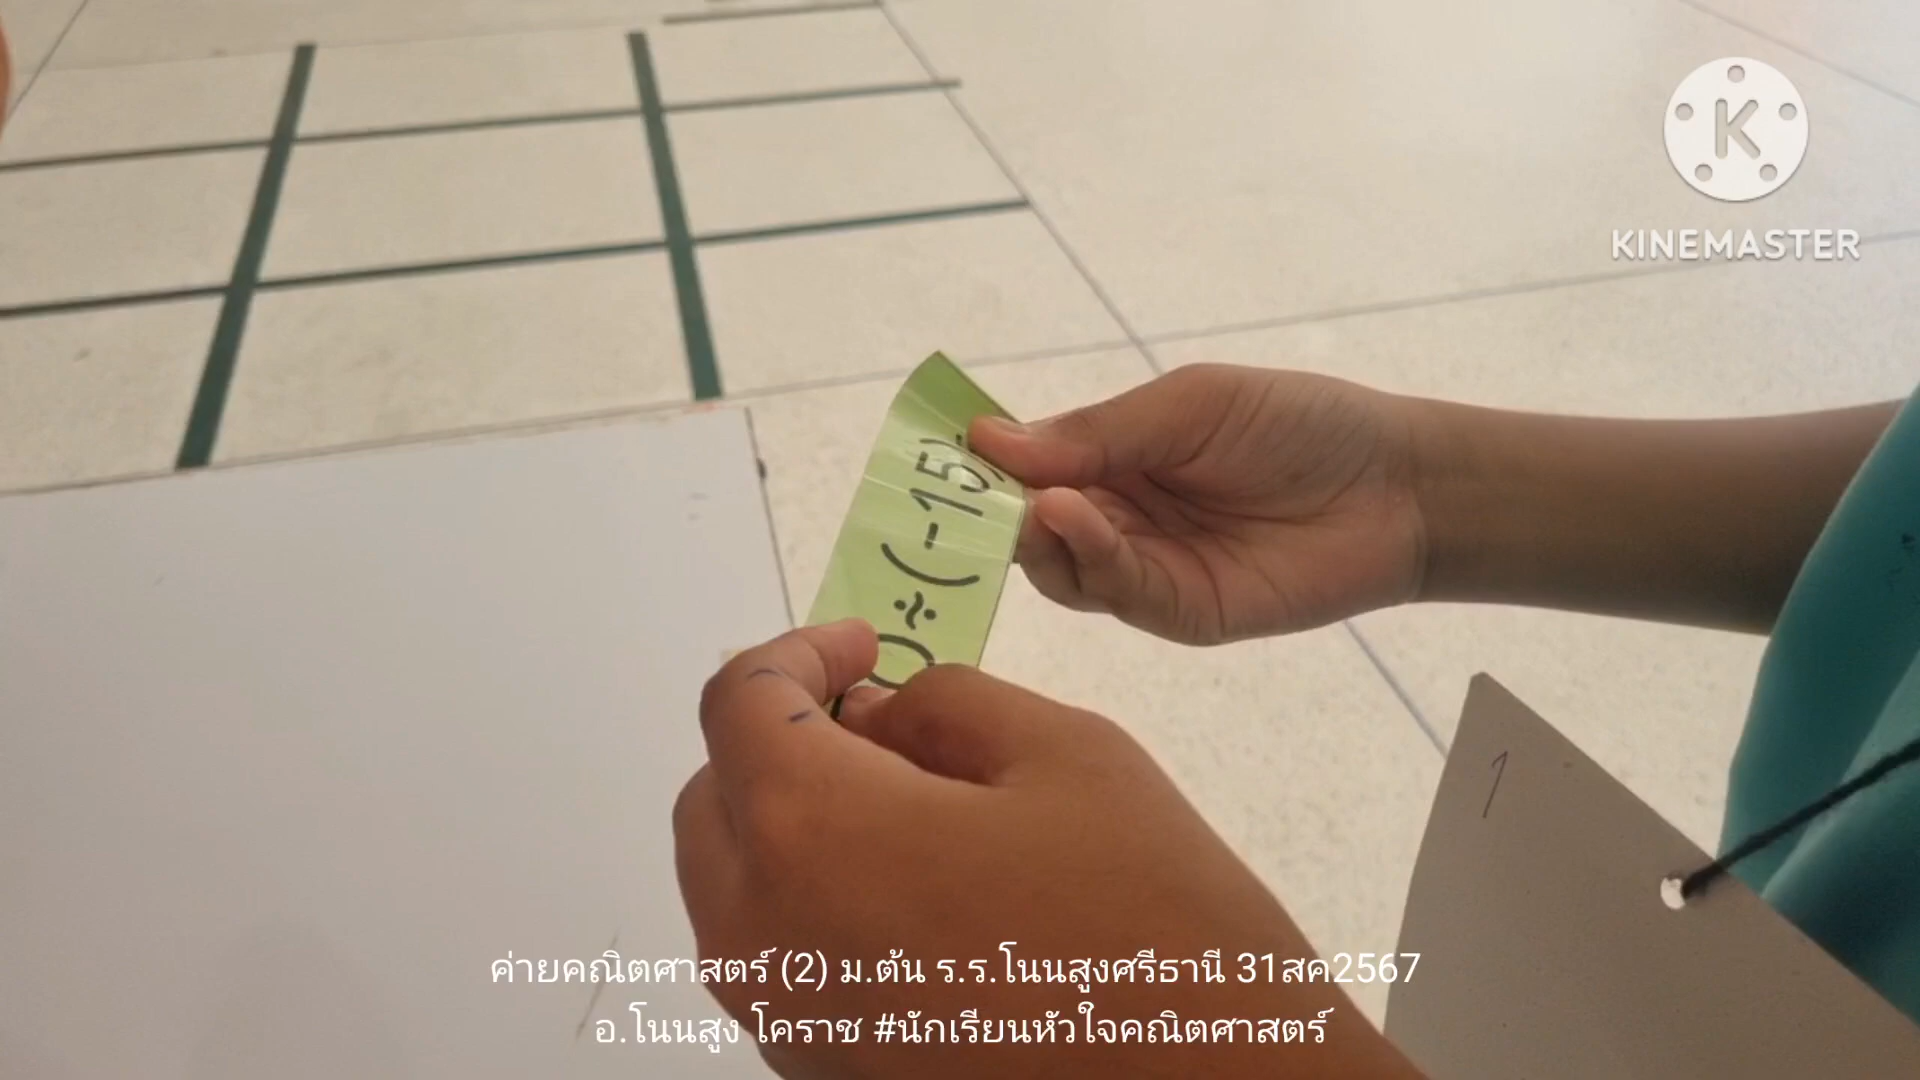 K
KINEMASTER
0÷(-15)
1
ค่ายคณิตศาสตร์ (2) ม.ต้น ร.ร.โนนสูงศรีธานี 31สค2567
อ.โนนสูง โคราช #นักเรียนหัวใจคณิตศาสตร์